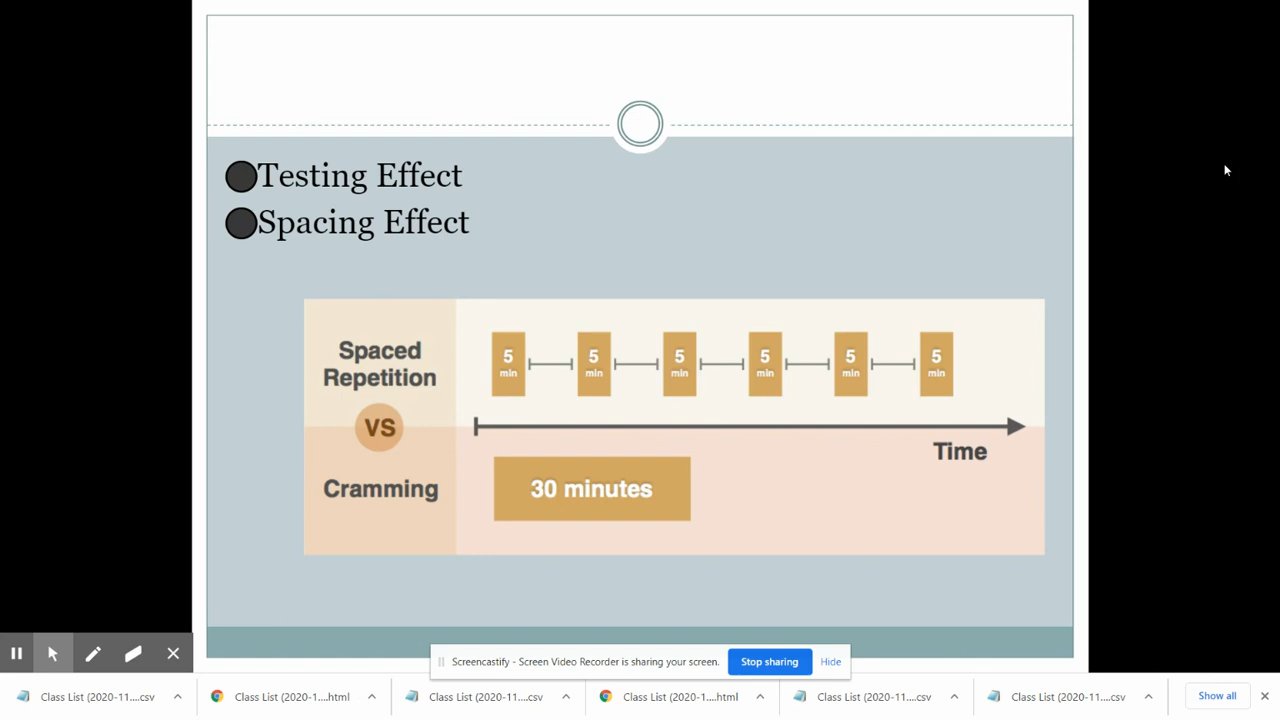 Testing Effect
Spacing Effect
Spaced
Repetition
5
min
5
min
5
min
5
min
5
min
5
min
VS
Time
Cramming
30 minutes
Screencastify - Screen Video Recorder is sharing your screen.
Stop sharing
Hide
Class List (2020-11....csv
Class List (2020-1....html
Class List (2020-11....csv
Class List (2020-1....html
Class List (2020-11....csv
Class List (2020-11....csv
Show all